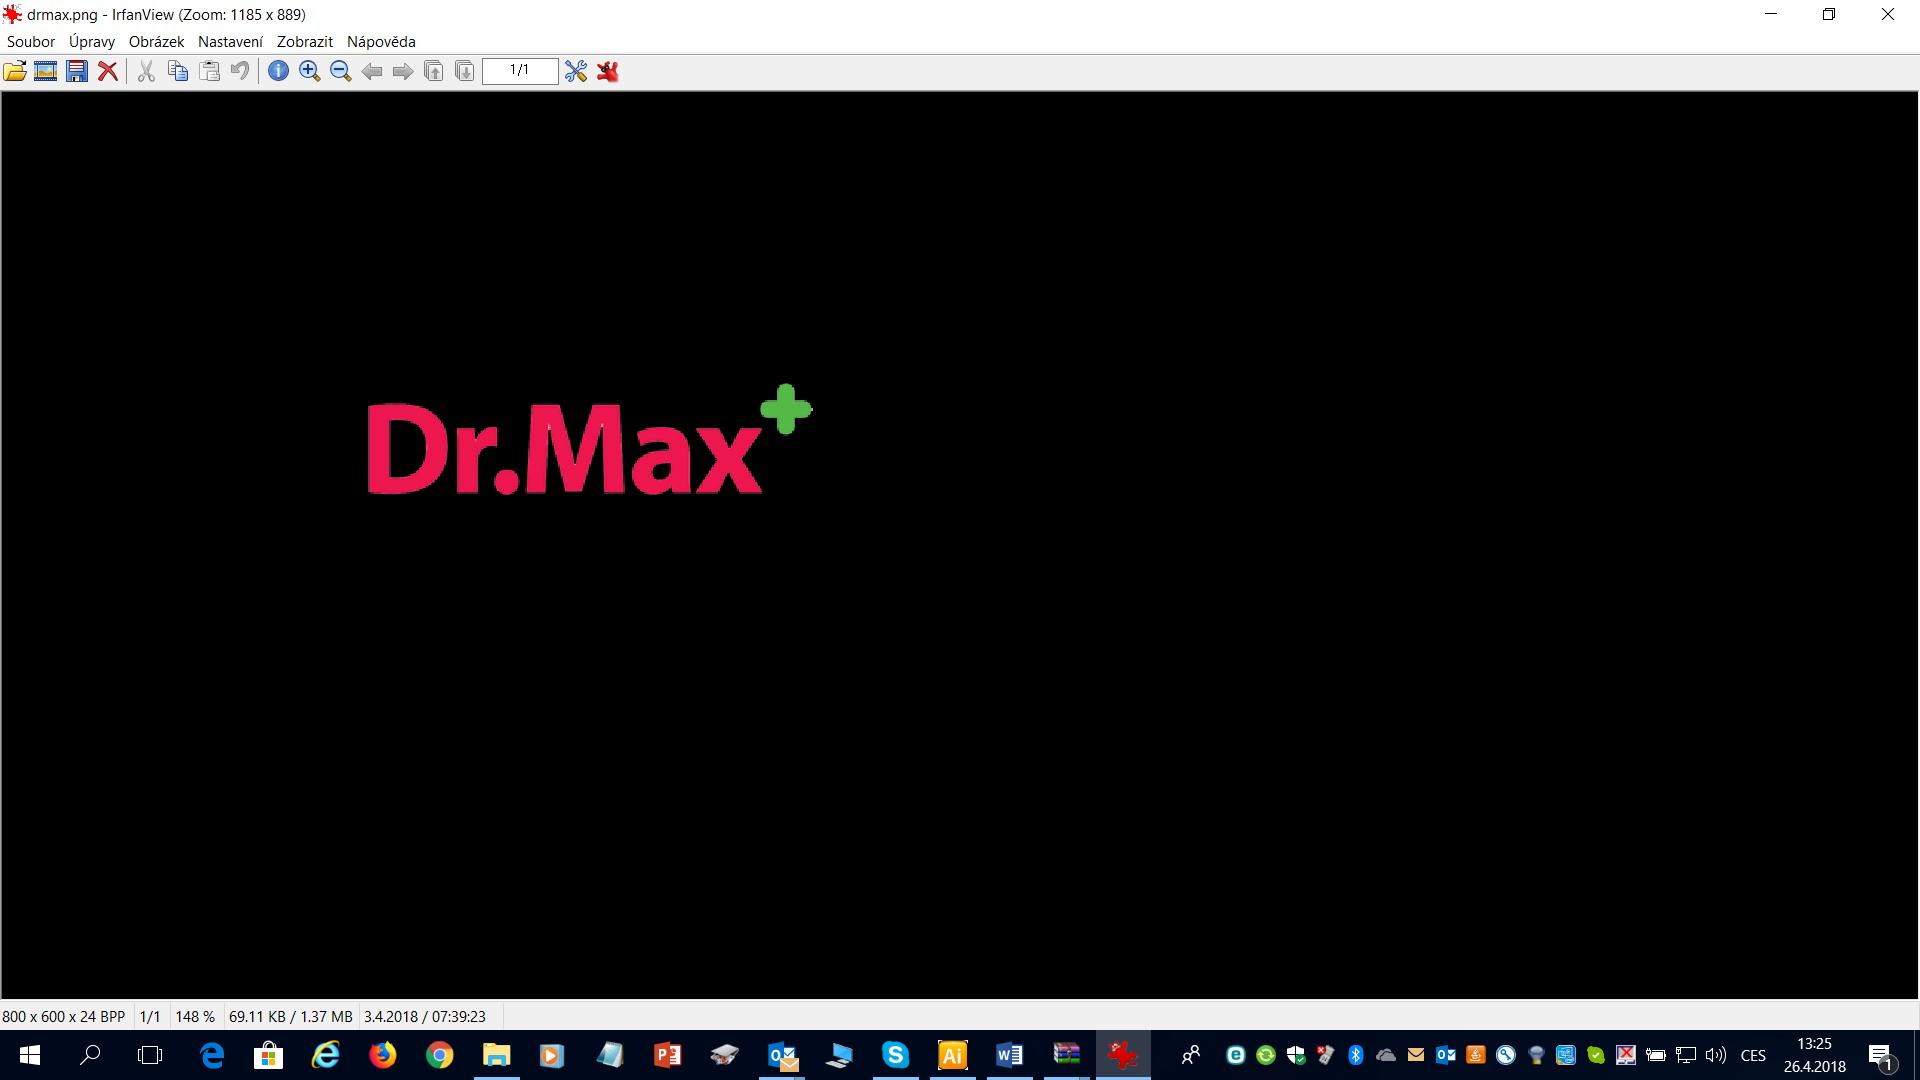 drmax.png - IrfanView (Zoom: 1185 x 889)
Soubor Úpravy Obrázek Nastavení Zobrazit Nápověda
1/1
Dr.Max
800 x 600 x 24 BPP 1/1 148 % 69.11 KB / 1.37 MB 3.4.2018 / 07:39:23
CES
13:25
26.4.2018
1